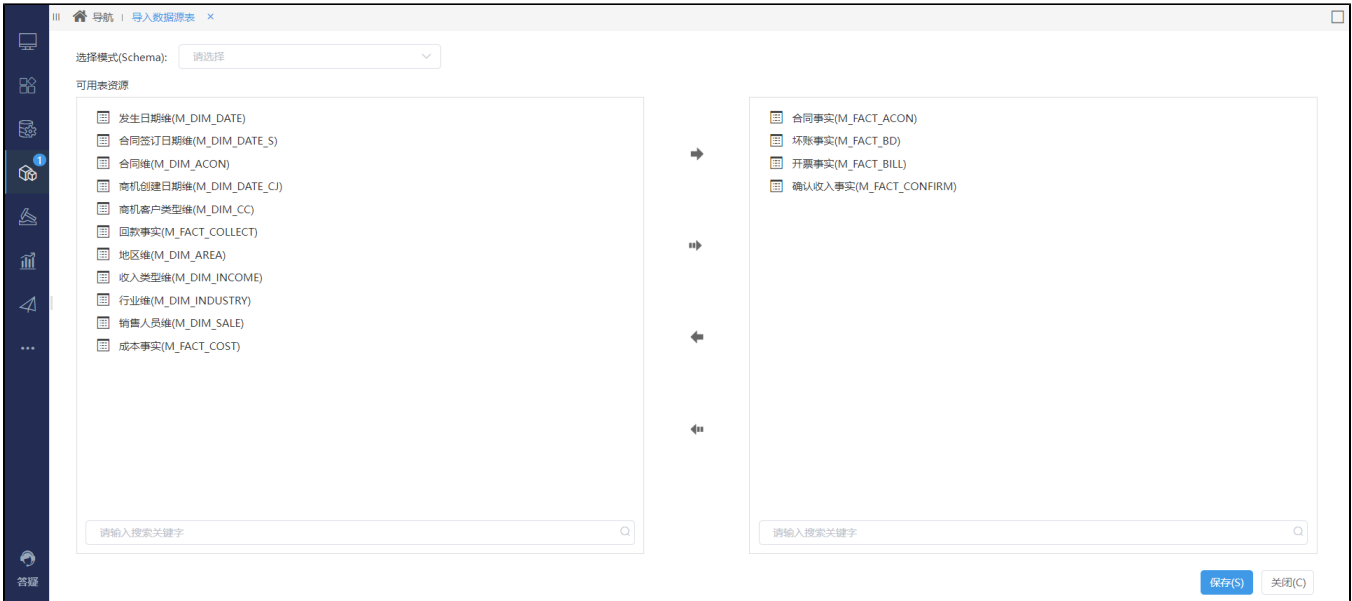 导航
导入数据源表
×
选择模式(Schema):
请选择
可用表资源
发生日期维(M_DIM_DATE)
合同签订日期维(M_DIM_DATE_S)
合同维(M_DIM_ACON)
商机创建日期维(M_DIM_DATE_CJ)
商机客户类型维(M_DIM_CC)
回款事实(M_FACT_COLLECT)
地区维(M_DIM_AREA)
收入类型维(M_DIM_INCOME)
行业维(M_DIM_INDUSTRY)
销售人员维(M_DIM_SALE)
成本事实(M_FACT_COST)
请输入搜索关键字
合同事实(M_FACT_ACON)
坏账事实(M_FACT_BD)
开票事实(M_FACT_BILL)
确认收入事实(M_FACT_CONFIRM)
请输入搜索关键字
1
答疑
保存(S)
关闭(C)